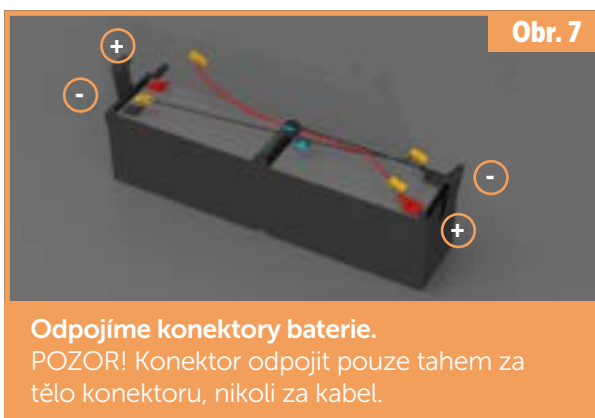 Obr. 7
+
-
-
+
Odpojíme konektory baterie.
POZOR! Konektor odpojit pouze tahem za
tělo konektoru, nikoli za kabel.